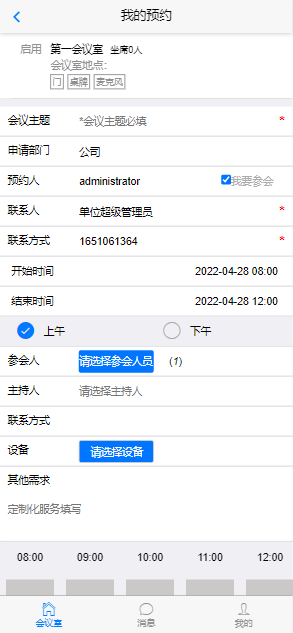 我的预约
启用 第一会议室 坐席0人
会议室地点:
门 桌牌 麦克风
会议主题 *会议主题必填 *
申请部门 公司
预约人 administrator 我要参会
联系人 单位超级管理员 *
联系方式 1651061364 *
开始时间 2022-04-28 08:00
结束时间 2022-04-28 12:00
上午 下午
参会人 请选择参会人员 (1)
主持人 请选择主持人
联系方式
设备 请选择设备
其他需求
定制化服务填写
08:00 09:00 10:00 11:00 12:00
会议室 消息 我的